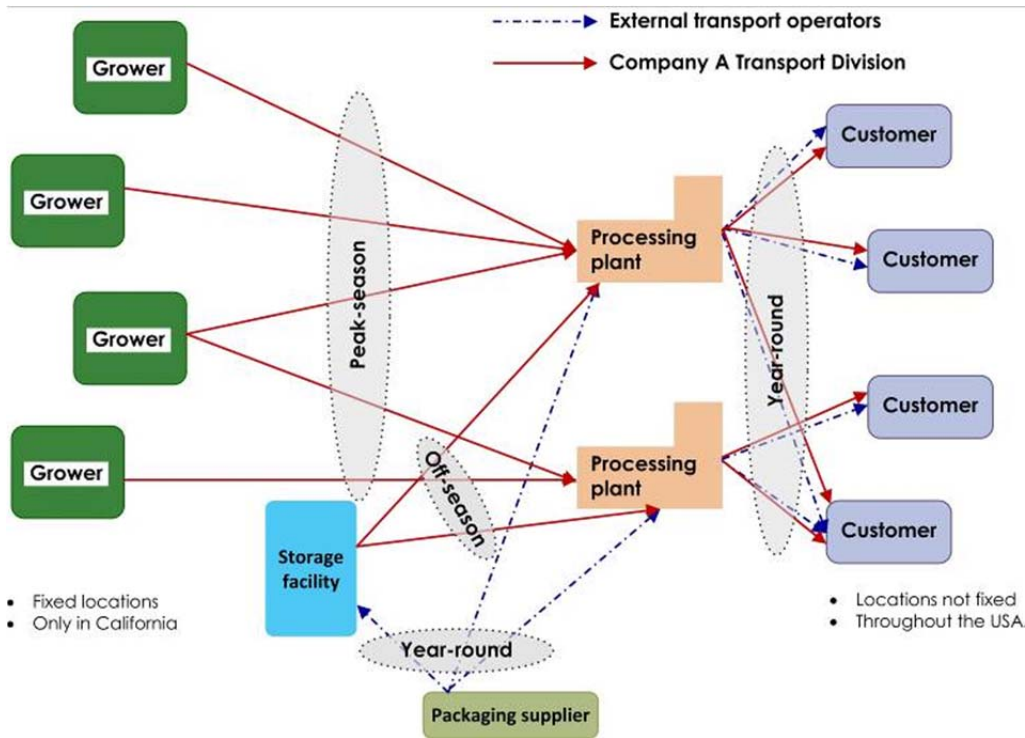 External transport operators
Company A Transport Division
Grower
Grower
Grower
Grower
Peak-season
Off-season
Processing
plant
Processing
plant
Year-round
Customer
Customer
Customer
Customer
Storage
facility
• Fixed locations
• Only in California
• Locations not fixed
• Throughout the USA.
Year-round
Packaging supplier